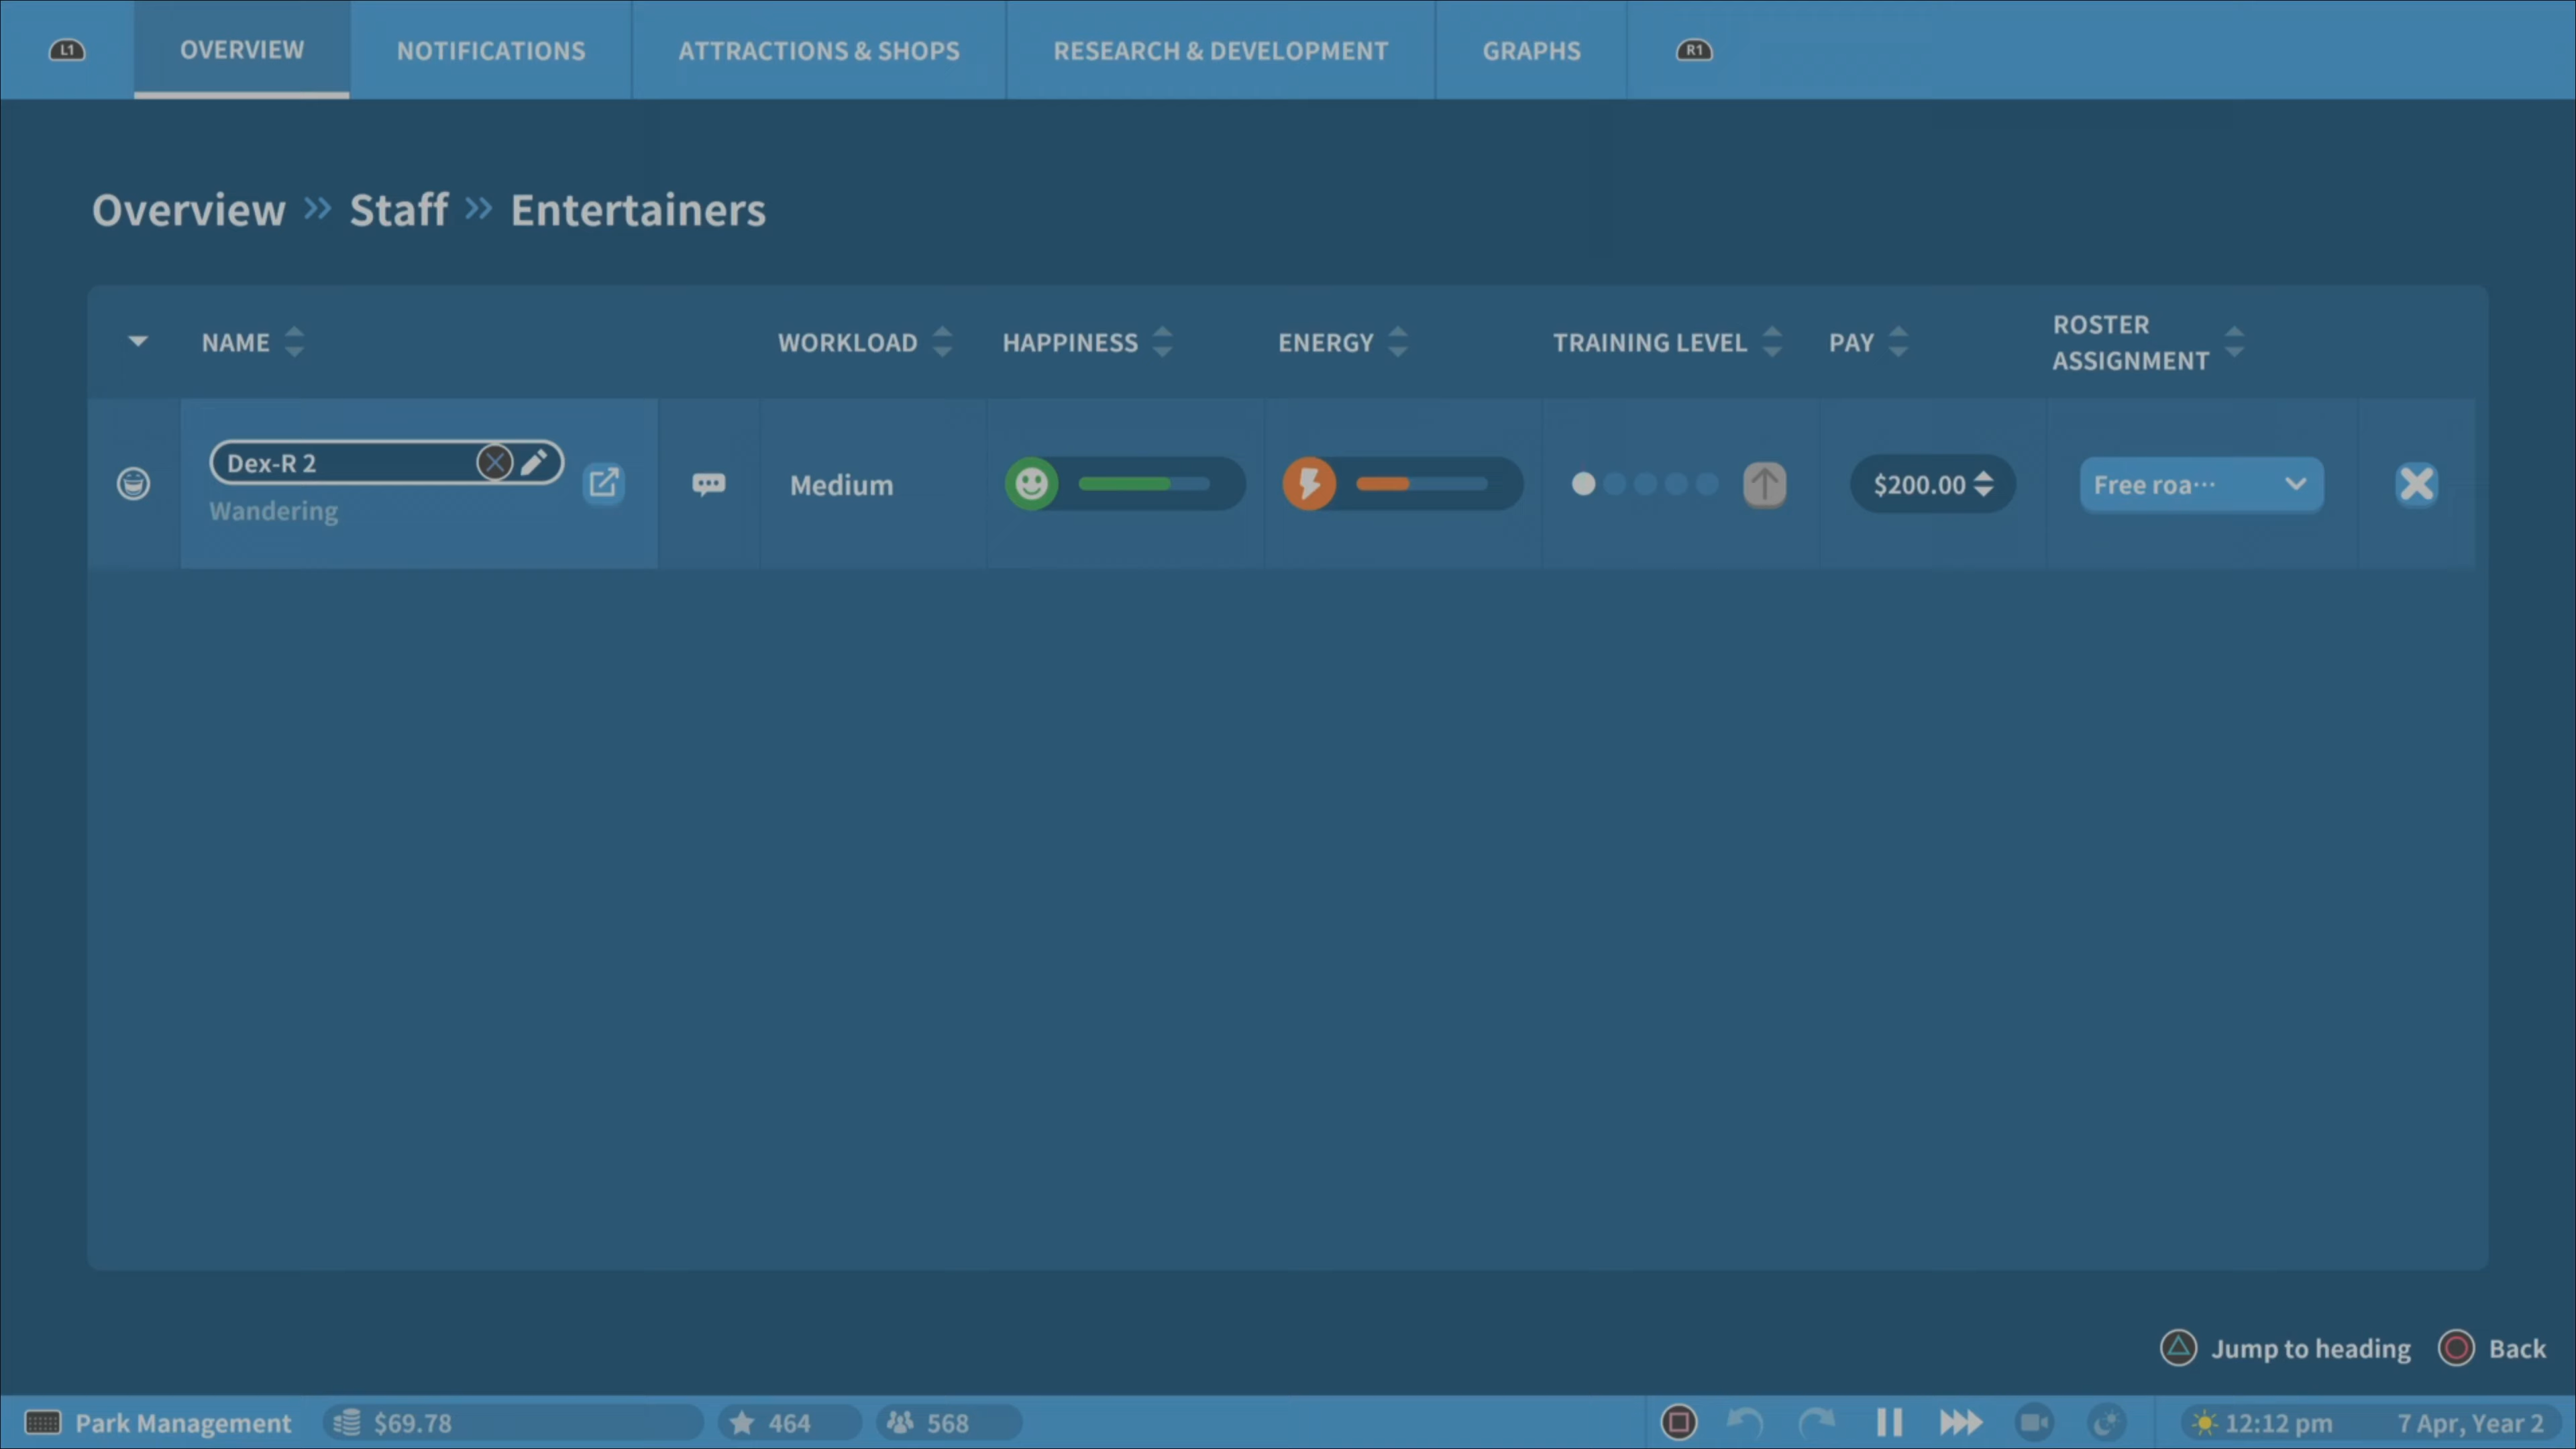 L1 OVERVIEW NOTIFICATIONS ATTRACTIONS & SHOPS RESEARCH & DEVELOPMENT GRAPHS R1
Overview » Staff » Entertainers
NAME WORKLOAD HAPPINESS ENERGY TRAINING LEVEL PAY ROSTER
ASSIGNMENT
Dex-R 2
Wandering
Medium
$200.00
Free roa...
Jump to heading Back
Park Management $69.78 464 568 12:12 pm 7 Apr, Year 2